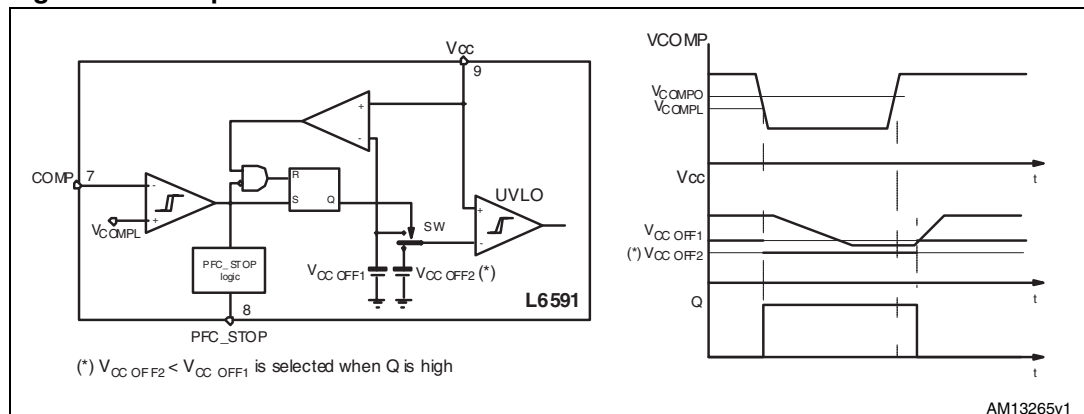 Vcc
9
COMP
7
-
+
VCOMPL
+
-
R
S
Q
UVLO
+
-
SW
PFC_STOP
logic
VCC OFF1
VCC OFF2 (*)
L6591
8
PFC_STOP
(*) VCC OFF2 < VCC OFF1 is selected when Q is high
VCOMP
VCOMPO
VCOMPL
t
Vcc
VCC OFF1
(*) VCC OFF2
t
Q
t
AM13265v1